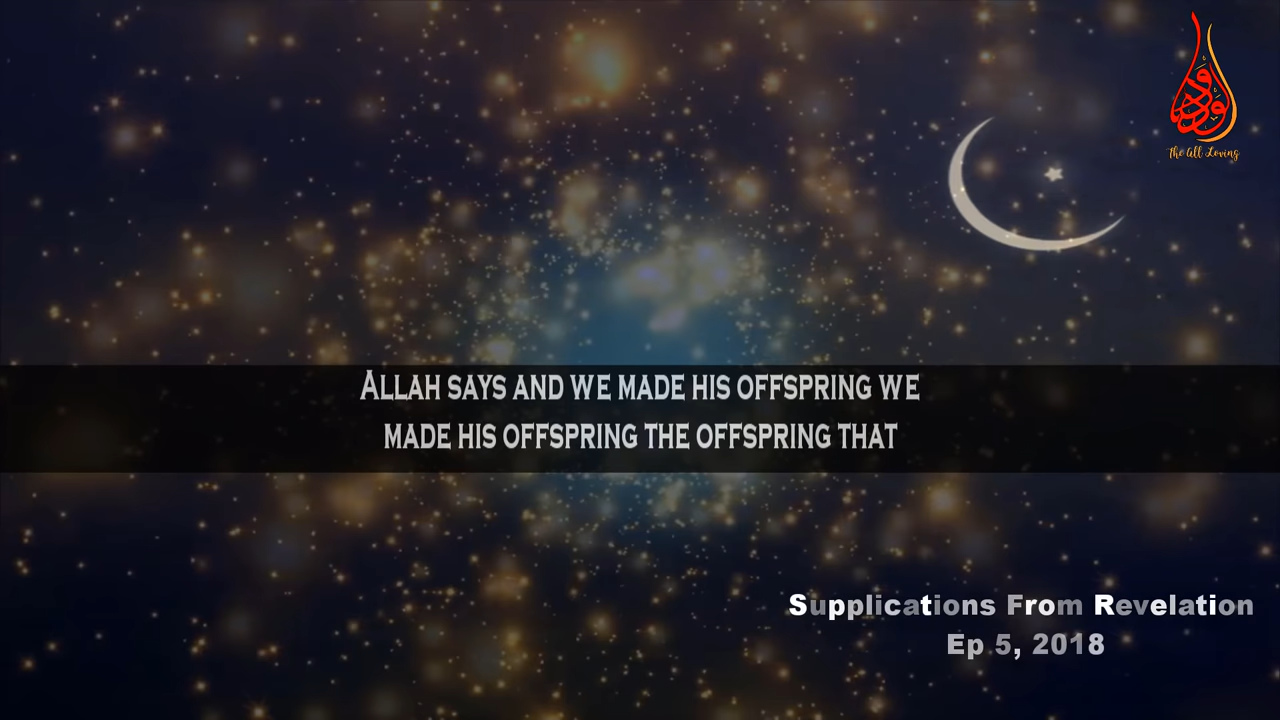 الودود
The All Loving
Allah says and we made his offspring we
made his offspring the offspring that
Supplications From Revelation
Ep 5, 2018